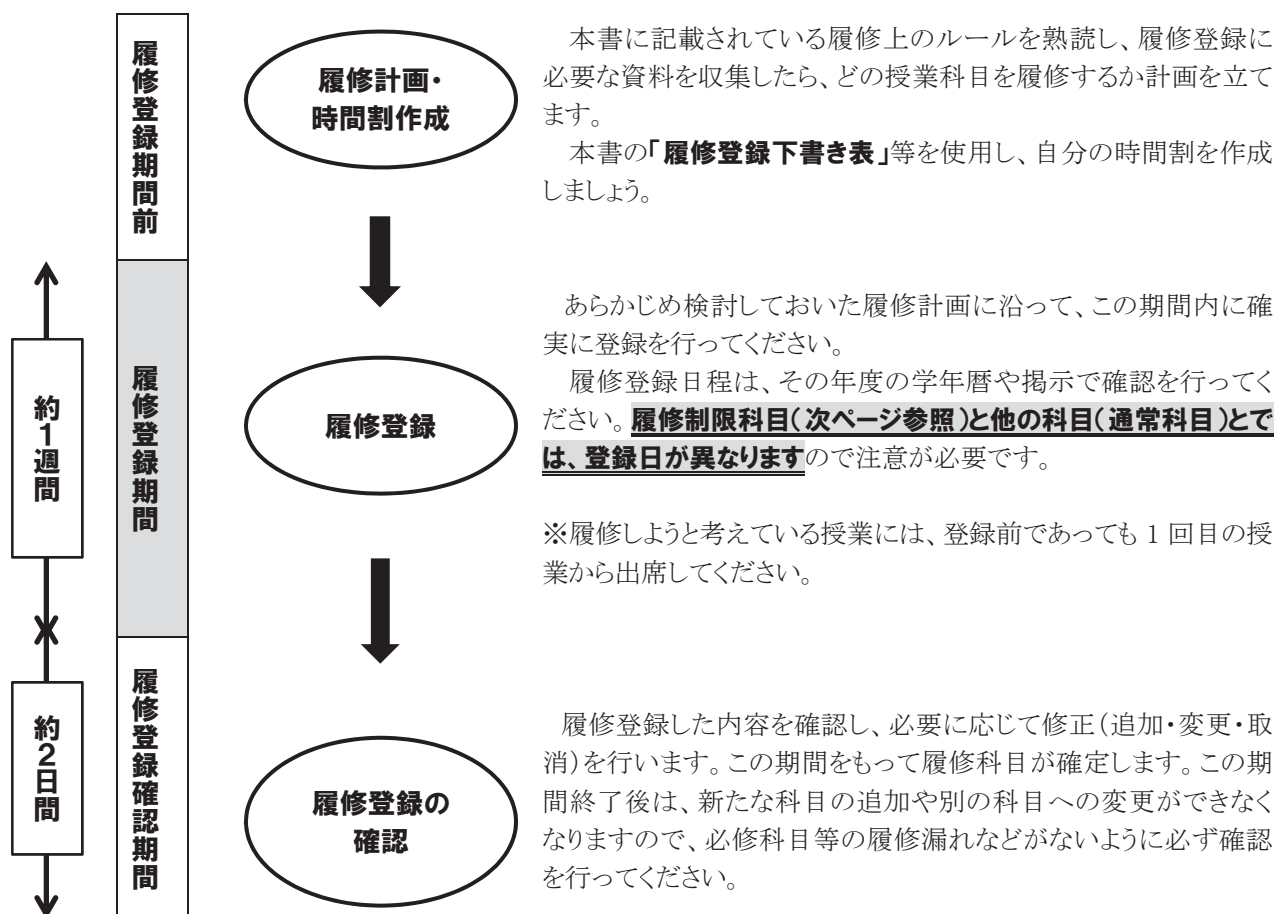 履修登録期間前
履修計画・
時間割作成
本書に記載されている履修上のルールを熟読し、履修登録に
必要な資料を収集したら、どの授業科目を履修するか計画を立て
ます。
本書の「履修登録下書き表」等を使用し、自分の時間割を作成
しましょう。
約1週間
履修登録期間
履修登録
あらかじめ検討しておいた履修計画に沿って、この期間内に確
実に登録を行ってください。
履修登録日程は、その年度の学年暦や掲示で確認を行ってく
ださい。履修制限科目(次ページ参照)と他の科目(通常科目)とで
は、登録日が異なりますので注意が必要です。
※履修しようと考えている授業には、登録前であっても 1 回目の授
業から出席してください。
約2日間
履修登録確認期間
履修登録の
確認
履修登録した内容を確認し、必要に応じて修正(追加・変更・取
消)を行います。この期間をもって履修科目が確定します。この期
間終了後は、新たな科目の追加や別の科目への変更ができなく
なりますので、必修科目等の履修漏れなどがないように必ず確認
を行ってください。